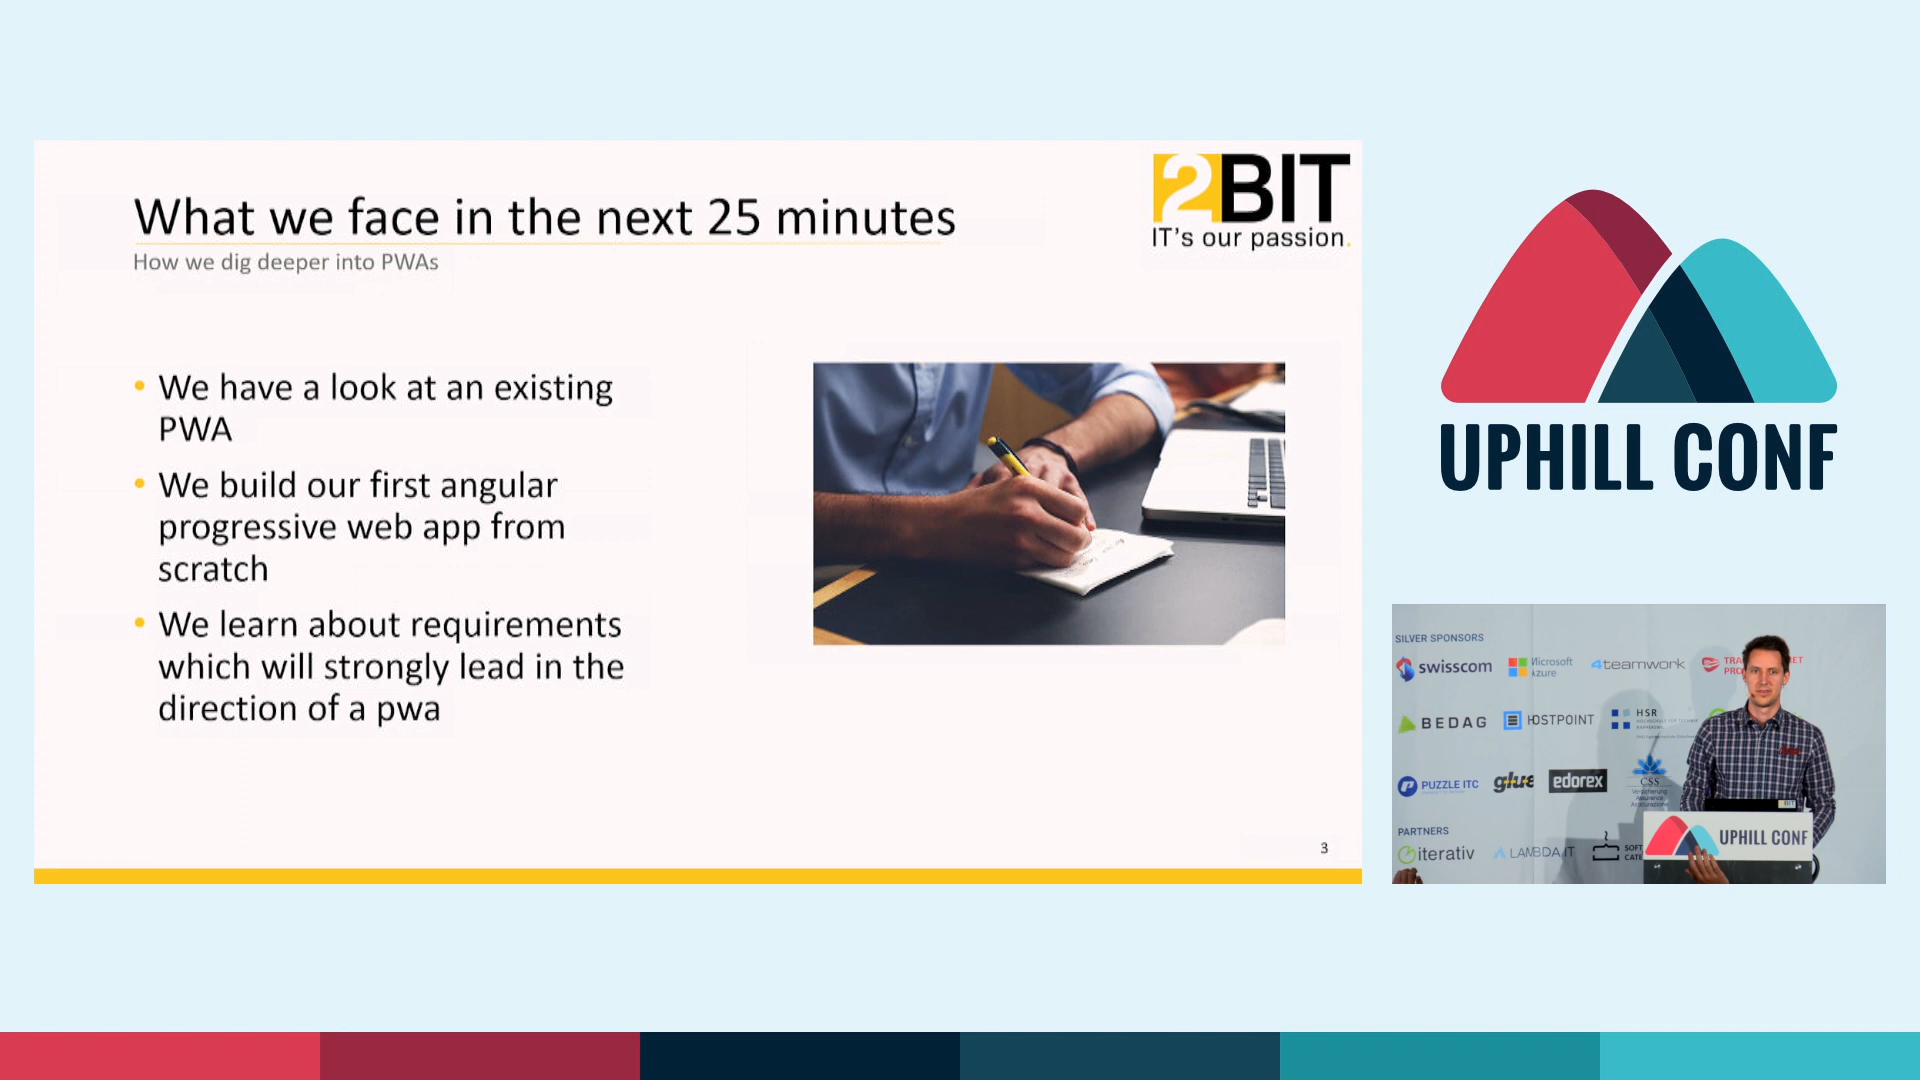 What we face in the next 25 minutes
How we dig deeper into PWAs
2BIT
IT's our passion.
• We have a look at an existing
PWA
• We build our first angular
progressive web app from
scratch
• We learn about requirements
which will strongly lead in the
direction of a pwa
3
UPHILL CONF
SILVER SPONSORS
swisscom
Microsoft
Azure
4teamwork
BEDAG
HOSTPOINT
HSR
PUZZLE ITC
glue
edorex
CSS
Versicherung
PARTNERS
iterativ
LAMBDA IT
UPHILL CONF